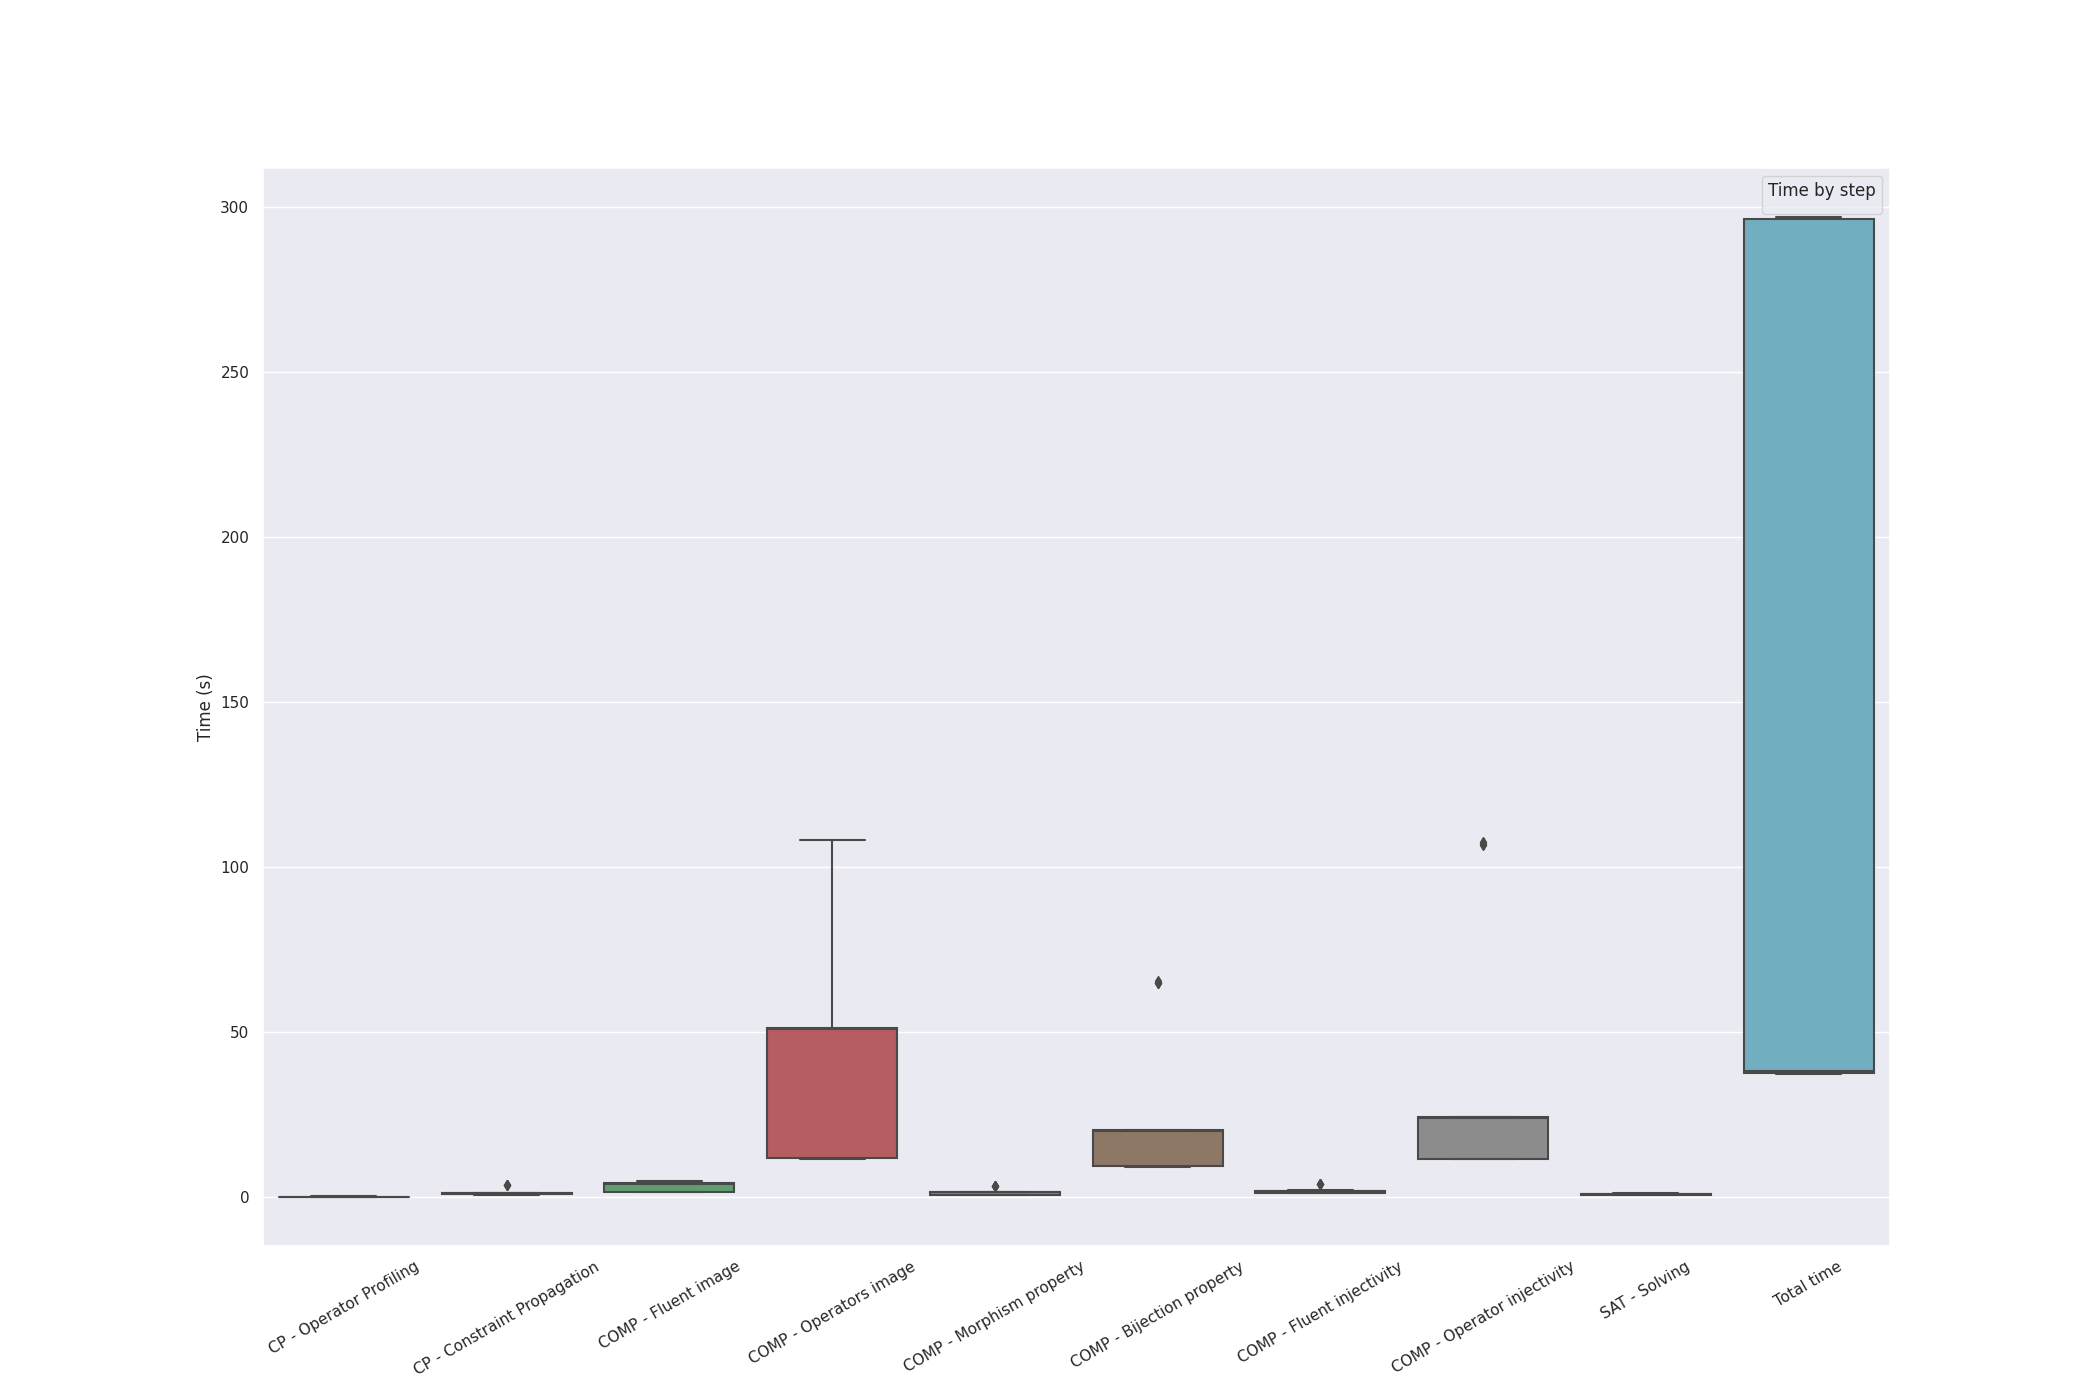 Time by step
300
250
200
150
100
50
0
Time (s)
CP - Operator Profiling
CP - Constraint Propagation
COMP - Fluent image
COMP - Operators image
COMP - Morphism property
COMP - Bijection property
COMP - Fluent injectivity
COMP - Operator injectivity
SAT - Solving
Total time